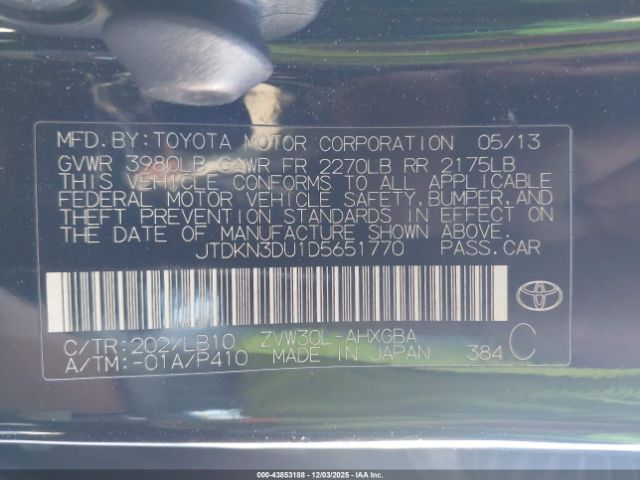 MFD.BY:TOYOTA MOTOR CORPORATION 05/13
GVWR 3980LB GAWR FR 2270LB RR 2175LB
THIS VEHICLE CONFORMS TO ALL APPLICABLE
FEDERAL MOTOR VEHICLE SAFETY,BUMPER,AND
THEFT PREVENTION STANDARDS IN EFFECT ON
THE DATE OF MANUFACTURE SHOWN ABOVE.
JTDKN3DU1D5651770 PASS.CAR
C/TR:202/LB10 ZVW30L-AHXGBA
A/TM:-01A/P410 MADE IN JAPAN 384 C
000-43853188 - 12/03/2025 - IAAI.CA